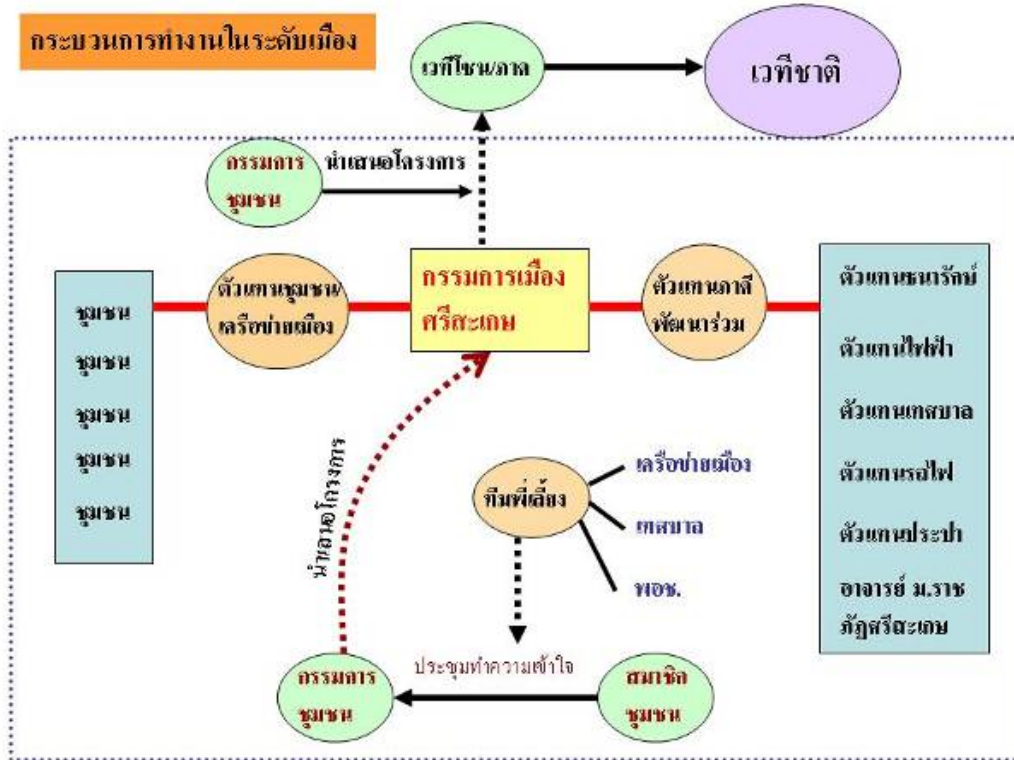 กระบวนการทำงานในระดับเมือง
เวทีโซน/ภาค
เวทีชาติ
กรรมการ
ชุมชน
นำเสนอโครงการ
ชุมชน
ชุมชน
ชุมชน
ชุมชน
ชุมชน
ตัวแทนชุมชน/
เครือข่ายเมือง
กรรมการเมือง
ศรีสะเกษ
ตัวแทนภาคี
พัฒนาร่วม
ตัวแทนธนารักษ์
ตัวแทนไฟฟ้า
ตัวแทนเทศบาล
ตัวแทนรถไฟ
ตัวแทนประปา
อาจารย์ ม.ราช
ภัฏศรีสะเกษ
นำเสนอโครงการ
ทีมพี่เลี้ยง
เครือข่ายเมือง
เทศบาล
พอช.
กรรมการ
ชุมชน
ประชุมทำความเข้าใจ
สมาชิก
ชุมชน